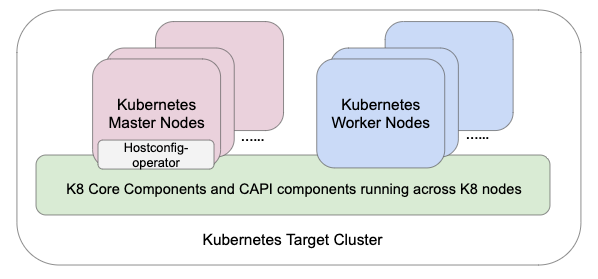 Kubernetes
Master Nodes
Hostconfig-
operator
......
Kubernetes
Worker Nodes
......
K8 Core Components and CAPI components running across K8 nodes
Kubernetes Target Cluster